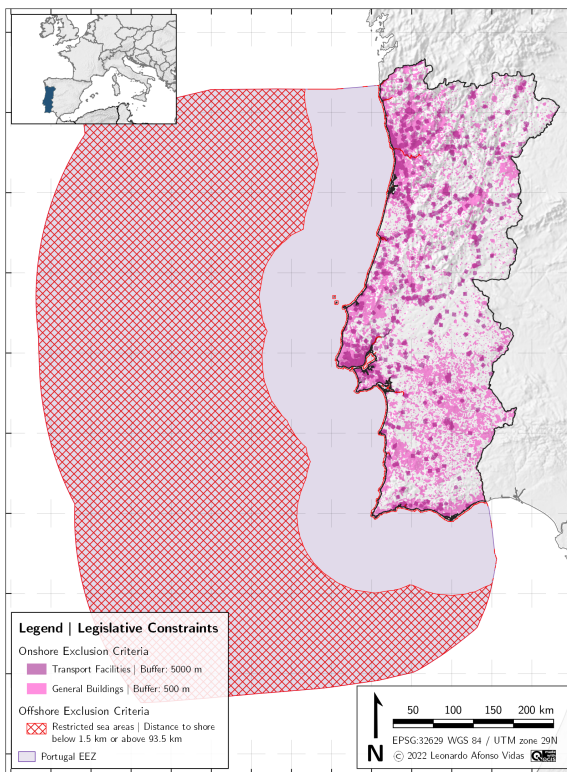 Legend | Legislative Constraints
Onshore Exclusion Criteria
Transport Facilities | Buffer: 5000 m
General Buildings | Buffer: 500 m
Offshore Exclusion Criteria
Restricted sea areas | Distance to shore
below 1.5 km or above 93.5 km
Portugal EEZ
N
50 100 150 200 km
EPSG:32629 WGS 84 / UTM zone 29N
© 2022 Leonardo Afonso Vidas